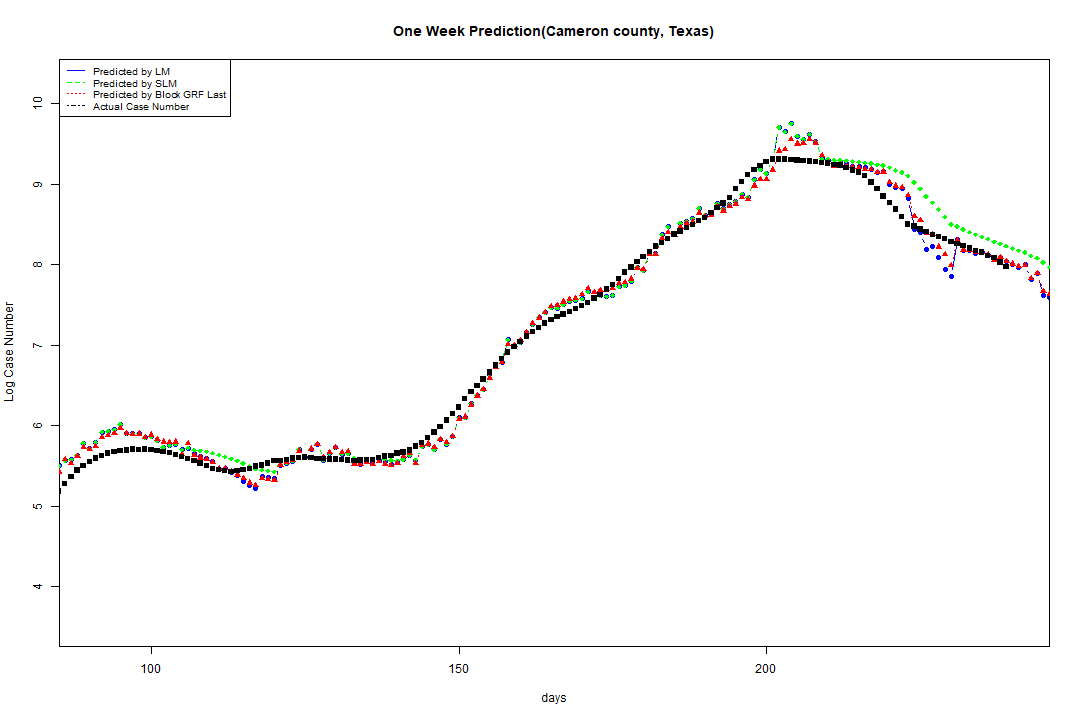 One Week Prediction(Cameron county, Texas)
Predicted by LM
Predicted by SLM
Predicted by Block GRF Last
Actual Case Number
10
9
8
7
6
5
4
Log Case Number
100
150
200
days